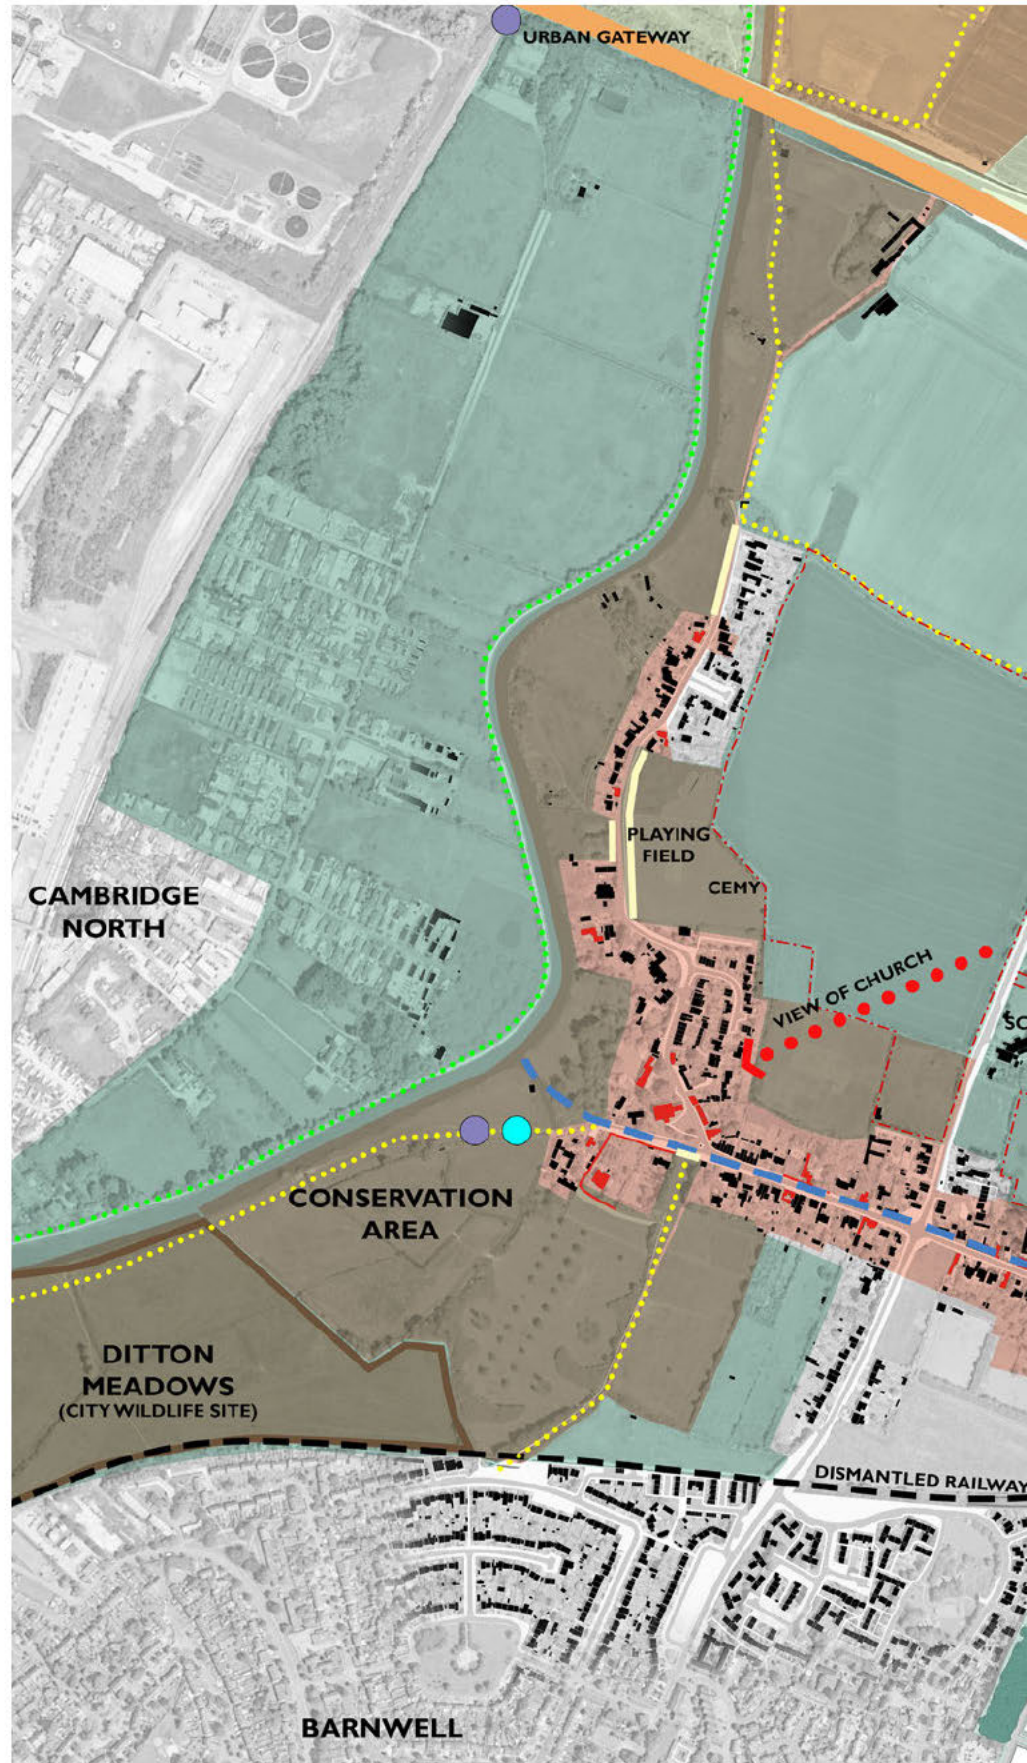 URBAN GATEWAY
PLAYING
FIELD
CEMY
CAMBRIDGE
NORTH
VIEW OF CHURCH
SC
CONSERVATION
AREA
DITTON
MEADOWS
(CITY WILDLIFE SITE)
DISMANTLED RAILWAY
BARNWELL